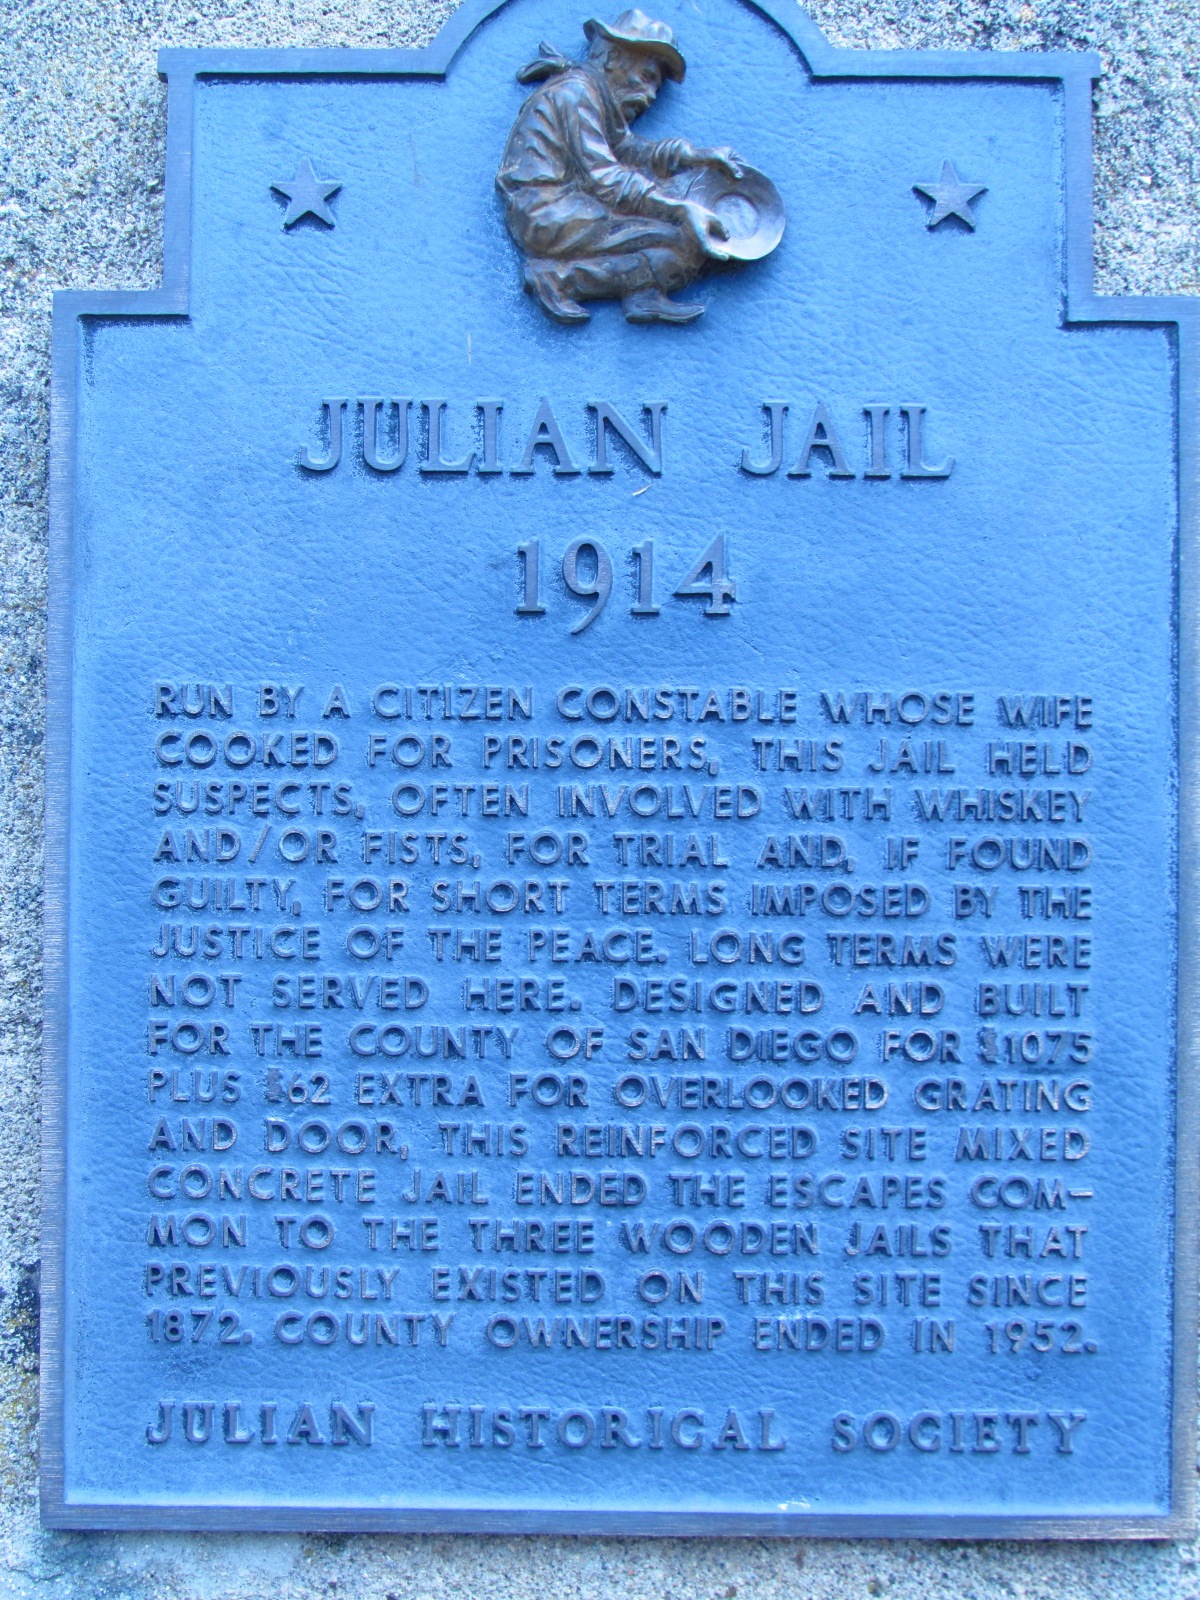 JULIAN JAIL
1914
RUN BY A CITIZEN CONSTABLE WHOSE WIFE
COOKED FOR PRISONERS, THIS JAIL HELD
SUSPECTS, OFTEN INVOLVED WITH WHISKEY
AND/OR FISTS, FOR TRIAL AND, IF FOUND
GUILTY, FOR SHORT TERMS IMPOSED BY THE
JUSTICE OF THE PEACE. LONG TERMS WERE
NOT SERVED HERE. DESIGNED AND BUILT
FOR THE COUNTY OF SAN DIEGO FOR $1075
PLUS $62 EXTRA FOR OVERLOOKED GRATING
AND DOOR, THIS REINFORCED SITE MIXED
CONCRETE JAIL ENDED THE ESCAPES COM-
MON TO THE THREE WOODEN JAILS THAT
PREVIOUSLY EXISTED ON THIS SITE SINCE
1872. COUNTY OWNERSHIP ENDED IN 1952.
JULIAN HISTORICAL SOCIETY